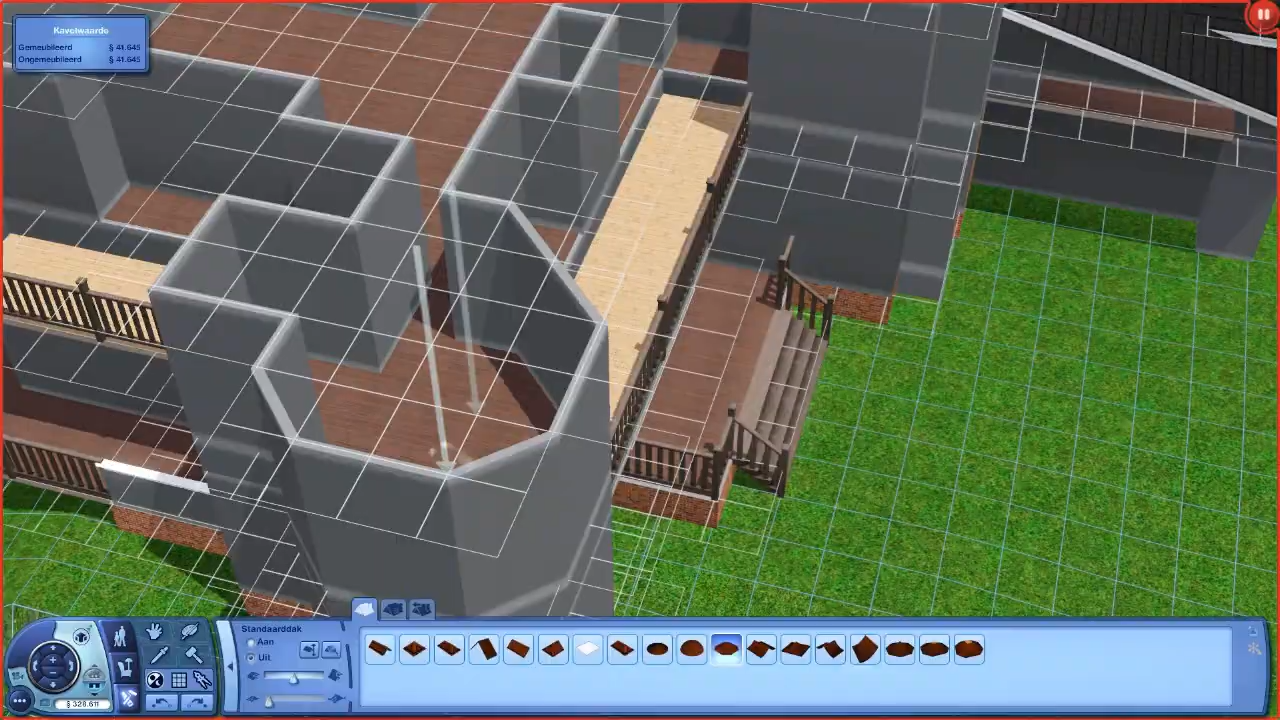 Kavelwaarde
Gemeubileerd § 41.645
Ongemeubileerd § 41.645
Standaarddak
Aan
Uit
§ 328.611